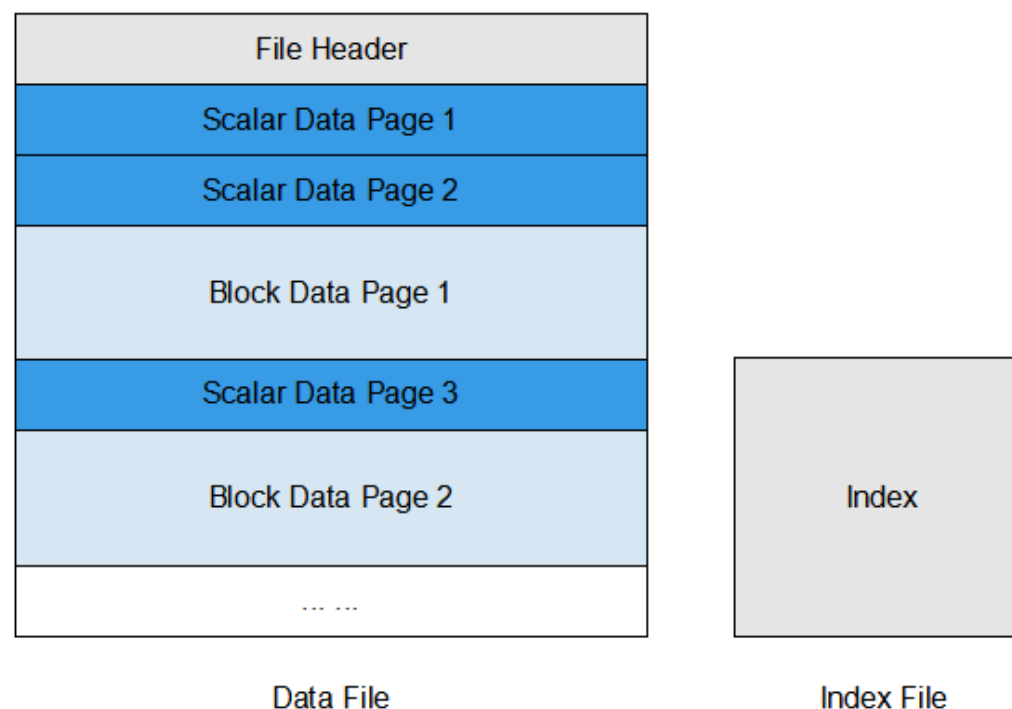 File Header
Scalar Data Page 1
Scalar Data Page 2
Block Data Page 1
Scalar Data Page 3
Block Data Page 2
... ...
Data File
Index
Index File